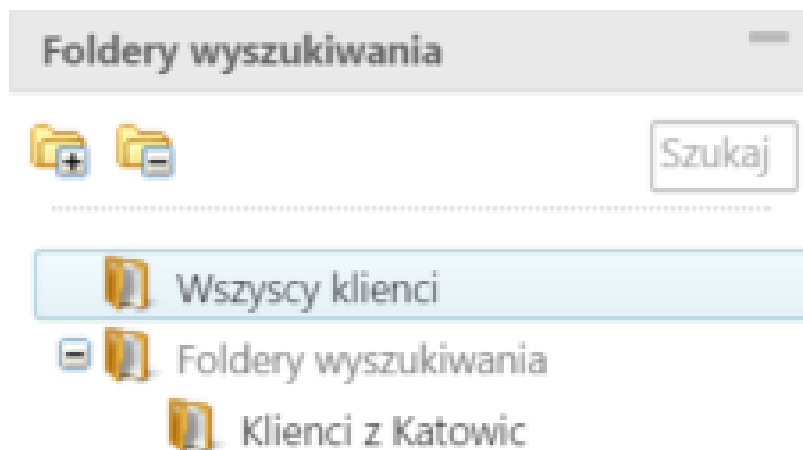 Foldery wyszukiwania
Szukaj
Wszyscy klienci
Foldery wyszukiwania
Klienci z Katowic